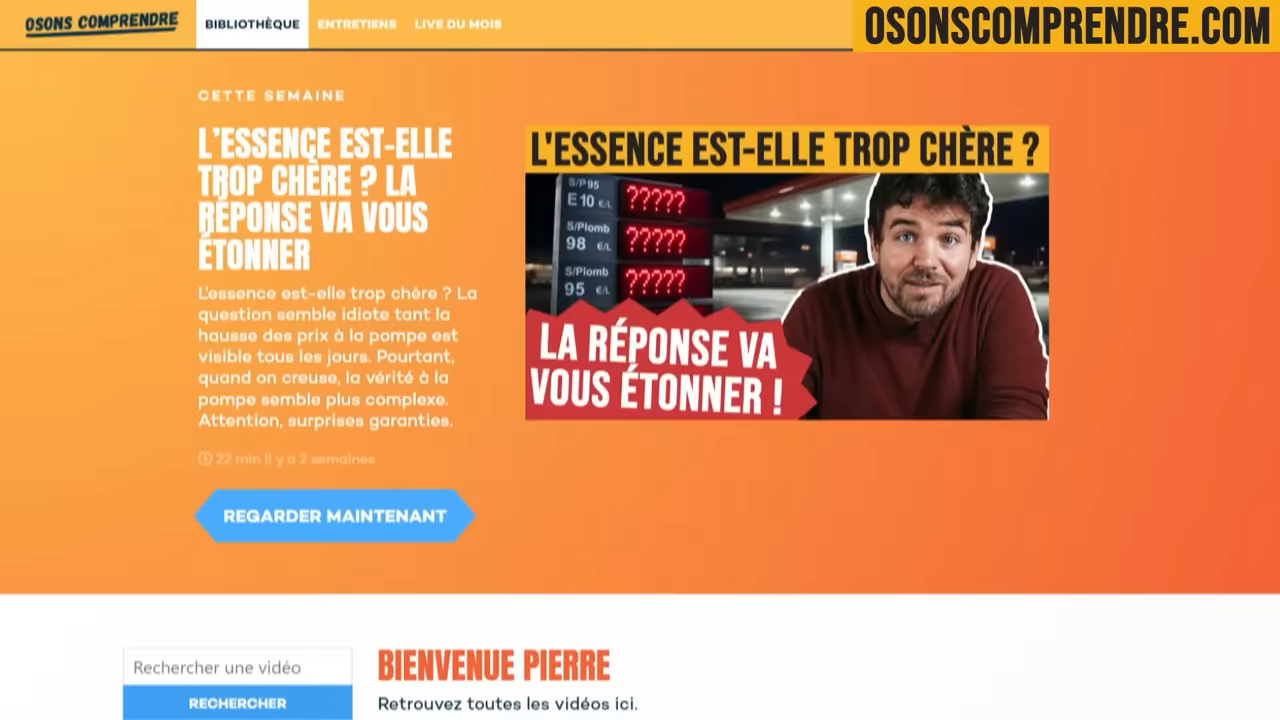 OSONS COMPRENDRE
BIBLIOTHÈQUE
ENTRETIENS
LIVE DU MOIS
OSONSCOMPRENDRE.COM
CETTE SEMAINE
L'ESSENCE EST-ELLE
TROP CHÈRE ? LA
RÉPONSE VA VOUS
ÉTONNER
L'essence est-elle trop chère ? La
question semble idiote tant la
hausse des prix à la pompe est
visible tous les jours. Pourtant,
quand on creuse, la vérité à la
pompe semble plus complexe.
Attention, surprises garanties.
22 min il y a 2 semaines
REGARDER MAINTENANT
L'ESSENCE EST-ELLE TROP CHÈRE ?
S/P 95
E10 €/L ?????
S/Plomb
98 €/L ?????
S/Plomb
95 €/L ?????
LA RÉPONSE VA
VOUS ÉTONNER !
Rechercher une vidéo
RECHERCHER
BIENVENUE PIERRE
Retrouvez toutes les vidéos ici.